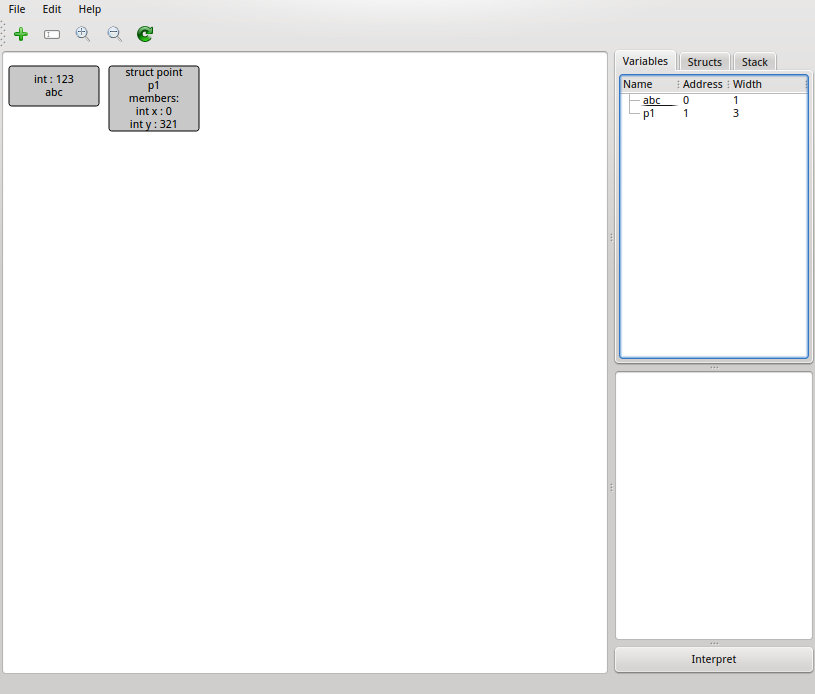 File Edit Help
int : 123
abc
struct point
p1
members:
int x : 0
int y : 321
Variables Structs Stack
Name Address Width
abc 0 1
p1 1 3
Interpret